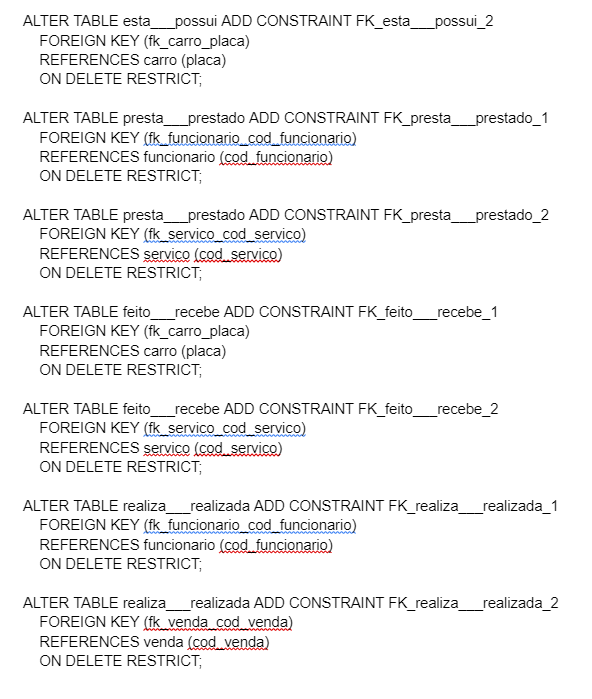 ALTER TABLE esta___possui ADD CONSTRAINT FK_esta___possui_2
FOREIGN KEY (fk_carro_placa)
REFERENCES carro (placa)
ON DELETE RESTRICT;
ALTER TABLE presta___prestado ADD CONSTRAINT FK_presta___prestado_1
FOREIGN KEY (fk_funcionario_cod_funcionario)
REFERENCES funcionario (cod_funcionario)
ON DELETE RESTRICT;
ALTER TABLE presta___prestado ADD CONSTRAINT FK_presta___prestado_2
FOREIGN KEY (fk_servico_cod_servico)
REFERENCES servico (cod_servico)
ON DELETE RESTRICT;
ALTER TABLE feito___recebe ADD CONSTRAINT FK_feito___recebe_1
FOREIGN KEY (fk_carro_placa)
REFERENCES carro (placa)
ON DELETE RESTRICT;
ALTER TABLE feito___recebe ADD CONSTRAINT FK_feito___recebe_2
FOREIGN KEY (fk_servico_cod_servico)
REFERENCES servico (cod_servico)
ON DELETE RESTRICT;
ALTER TABLE realiza___realizada ADD CONSTRAINT FK_realiza___realizada_1
FOREIGN KEY (fk_funcionario_cod_funcionario)
REFERENCES funcionario (cod_funcionario)
ON DELETE RESTRICT;
ALTER TABLE realiza___realizada ADD CONSTRAINT FK_realiza___realizada_2
FOREIGN KEY (fk_venda_cod_venda)
REFERENCES venda (cod_venda)
ON DELETE RESTRICT;